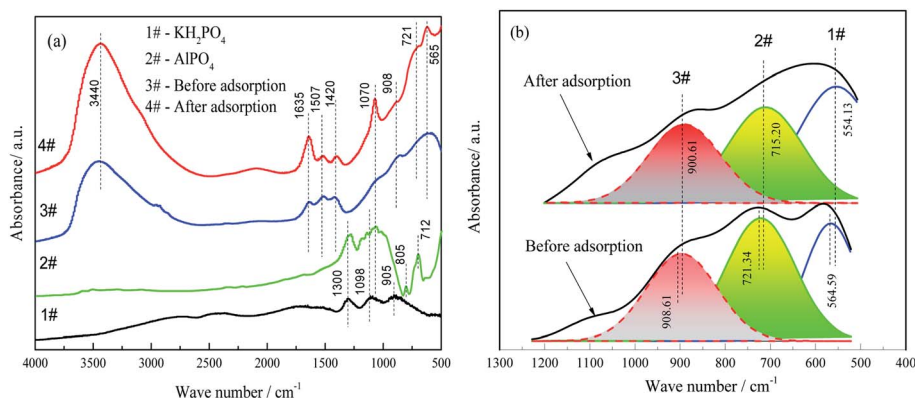 (a)
1# - KH₂PO₄
2# - AlPO₄
3# - Before adsorption
4# - After adsorption
3440
1635
1507
1420
1070
908
721
565
4#
3#
2#
1#
1300
1098
905
805
712
Absorbance/ a.u.
4000 3500 3000 2500 2000 1500 1000 500
Wave number / cm⁻¹
(b)
1#
2#
3#
After adsorption
900.61
715.20
554.13
Before adsorption
908.61
721.34
564.59
Absorbance/ a.u.
1300 1200 1100 1000 900 800 700 600 500 400
Wave number / cm⁻¹